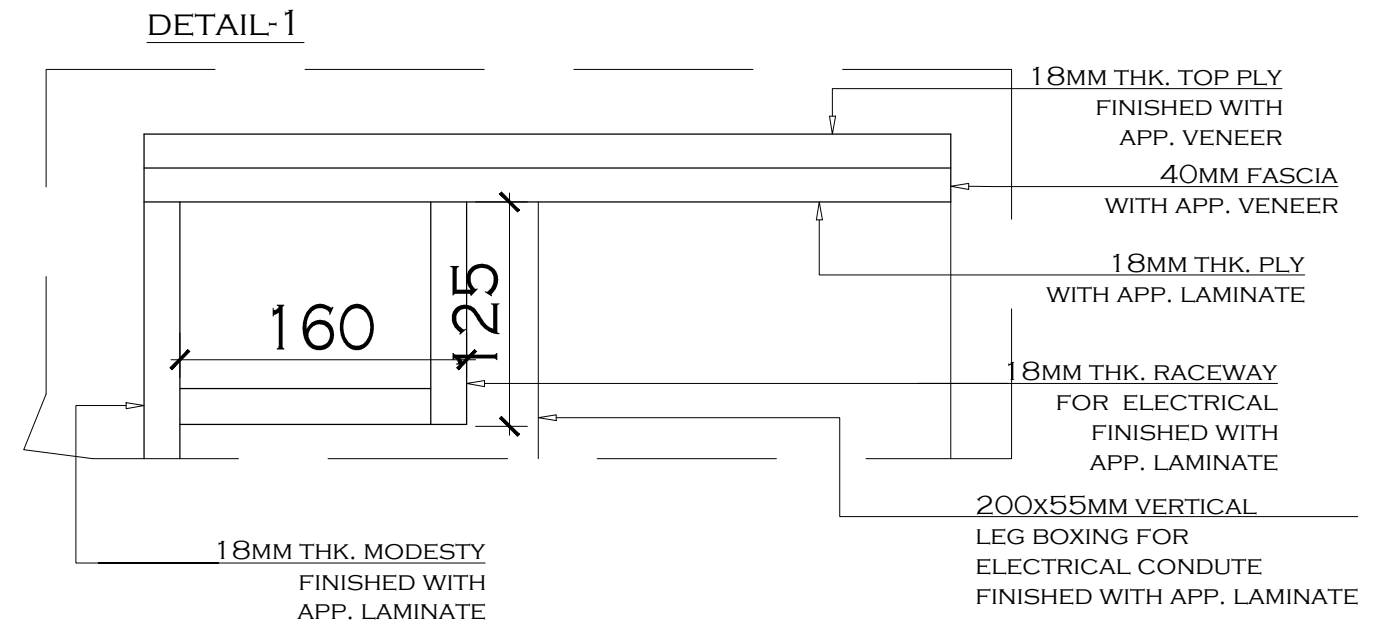 DETAIL-1
18MM THK. TOP PLY
FINISHED WITH
APP. VENEER
40MM FASCIA
WITH APP. VENEER
18MM THK. PLY
WITH APP. LAMINATE
160
125
18MM THK. RACEWAY
FOR ELECTRICAL
FINISHED WITH
APP. LAMINATE
200X55MM VERTICAL
LEG BOXING FOR
ELECTRICAL CONDUTE
FINISHED WITH APP. LAMINATE
18MM THK. MODESTY
FINISHED WITH
APP. LAMINATE